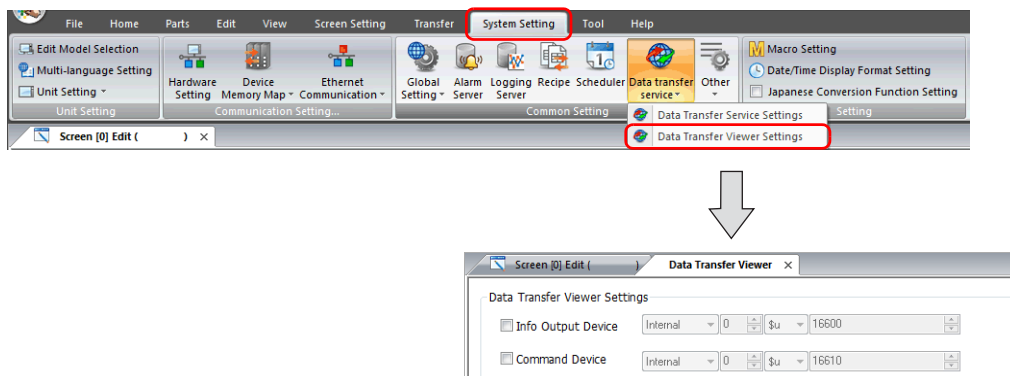 File Home Parts Edit View Screen Setting Transfer System Setting Tool Help
Edit Model Selection
Multi-language Setting
Unit Setting
Unit Setting
Hardware Setting
Device Memory Map
Ethernet Communication
Communication Setting...
Global Setting
Alarm Server
Logging Server
Recipe
Scheduler
Data transfer service
Other
Common Setting
Macro Setting
Date/Time Display Format Setting
Japanese Conversion Function Setting
Setting
Data Transfer Service Settings
Data Transfer Viewer Settings
Screen [0] Edit ( ) ×
Screen [0] Edit ( ) Data Transfer Viewer ×
Data Transfer Viewer Settings
Info Output Device Internal 0 $u 16600
Command Device Internal 0 $u 16610